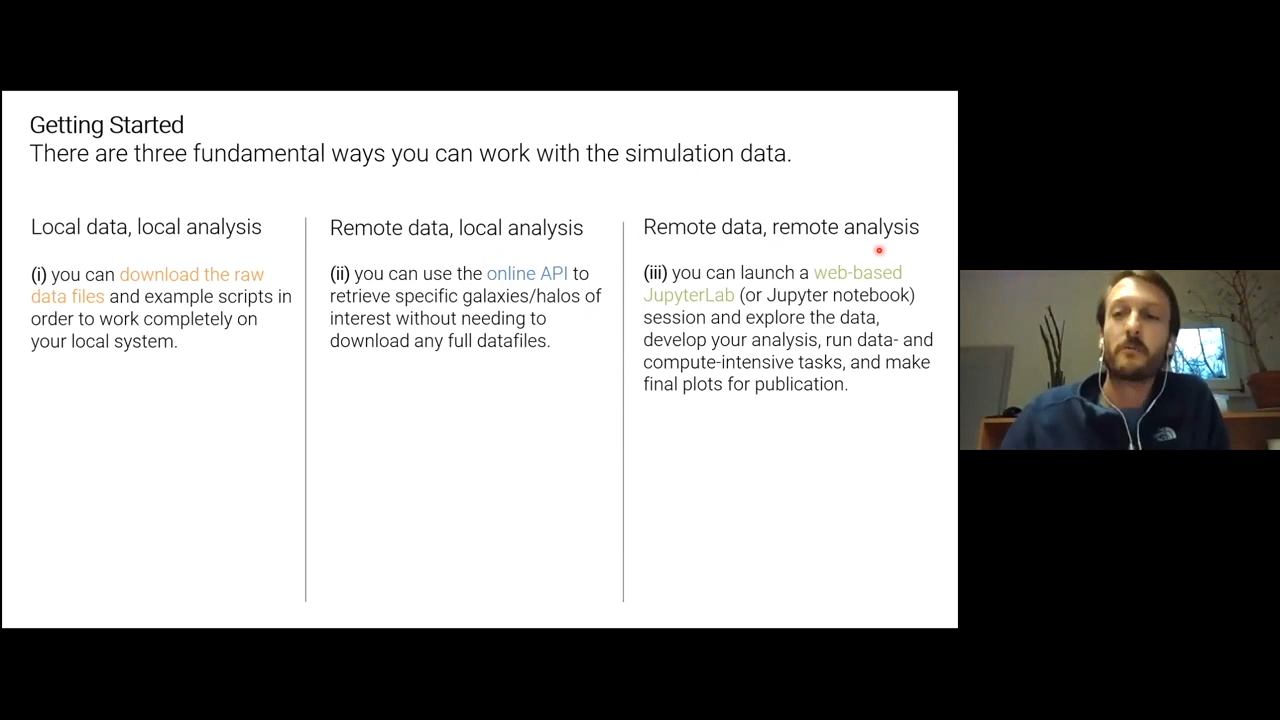 Getting Started
There are three fundamental ways you can work with the simulation data.
Local data, local analysis
(i) you can download the raw
data files and example scripts in
order to work completely on
your local system.
Remote data, local analysis
(ii) you can use the online API to
retrieve specific galaxies/halos of
interest without needing to
download any full datafiles.
Remote data, remote analysis
(iii) you can launch a web-based
JupyterLab (or Jupyter notebook)
session and explore the data,
develop your analysis, run data- and
compute-intensive tasks, and make
final plots for publication.